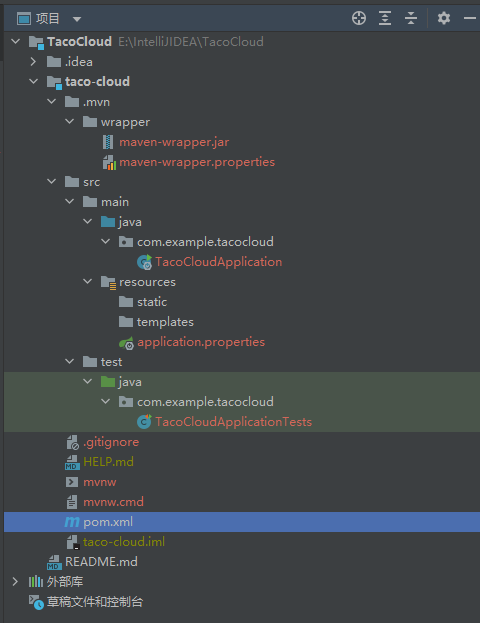 项目
TacoCloud E:\IntelliJIDEA\TacoCloud
.idea
taco-cloud
.mvn
wrapper
maven-wrapper.jar
maven-wrapper.properties
src
main
java
com.example.tacocloud
TacoCloudApplication
resources
static
templates
application.properties
test
java
com.example.tacocloud
TacoCloudApplicationTests
.gitignore
HELP.md
mvnw
mvnw.cmd
pom.xml
taco-cloud.iml
README.md
外部库
草稿文件和控制台